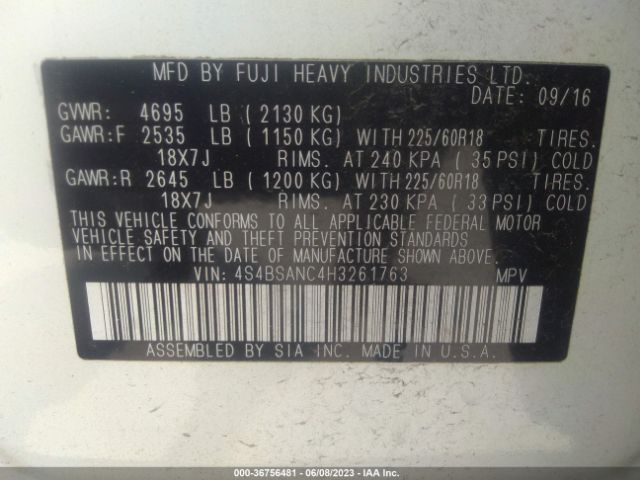 MFD BY FUJI HEAVY INDUSTRIES LTD.
DATE: 09/16
GVWR: 4695 LB ( 2130 KG)
GAWR:F 2535 LB ( 1150 KG) WITH 225/60R18 TIRES.
18X7J RIMS. AT 240 KPA ( 35 PSI) COLD
GAWR:R 2645 LB ( 1200 KG) WITH 225/60R18 TIRES.
18X7J RIMS. AT 230 KPA ( 33 PSI) COLD
THIS VEHICLE CONFORMS TO ALL APPLICABLE FEDERAL MOTOR
VEHICLE SAFETY AND THEFT PREVENTION STANDARDS
IN EFFECT ON THE DATE OF MANUFACTURE SHOWN ABOVE.
VIN: 4S4BSANC4H3261763 MPV
ASSEMBLED BY SIA INC. MADE IN U.S.A.
000-36756481 - 06/08/2023 - IAA Inc.